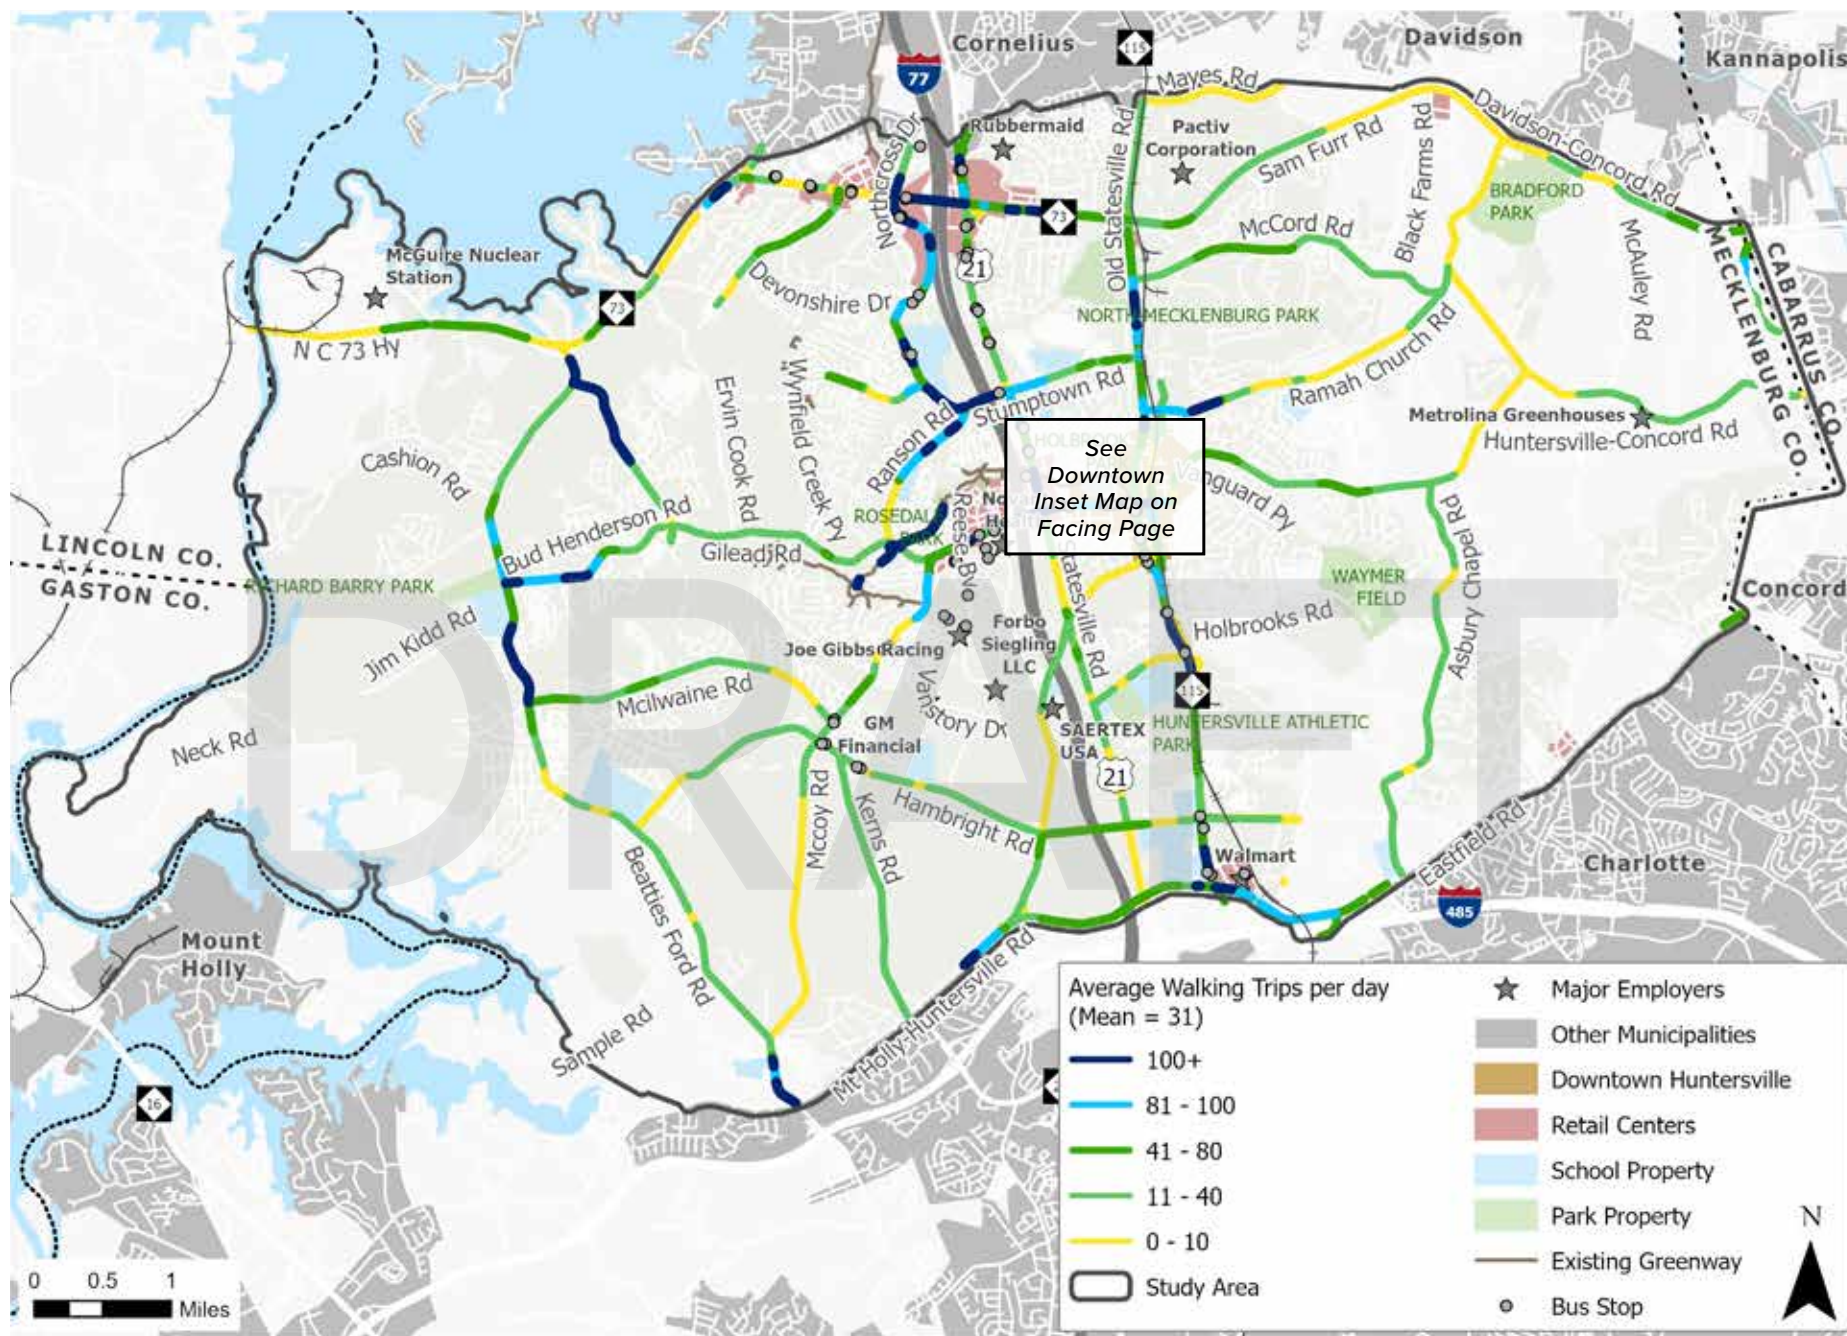 Cornelius
Davidson
Kannapolis
115
77
Mayes Rd
Rubbermaid
Pactiv
Corporation
Northcross Dr
Old Statesville Rd
Sam Furr Rd
Black Farms Rd
Davidson-Concord Rd
BRADFORD
PARK
73
McCord Rd
McAuley Rd
McGuire Nuclear
Station
21
Devonshire Dr
73
NORTH MECKLENBURG PARK
MECKLENBURG CO.
CABARRUS CO.
N C 73 Hy
Wynfield Creek Py
Ervin Cook Rd
Stumptown Rd
Ramah Church Rd
Ranson Rd
Metrolina Greenhouses
Huntersville-Concord Rd
See
Downtown
Inset Map on
Facing Page
Cashion Rd
Vanguard Py
ROSEDALE
PARK
Reese Blvd
Bud Henderson Rd
Gilead Rd
Asbury Chapel Rd
LINCOLN CO.
GASTON CO.
RICHARD BARRY PARK
WAYMER
FIELD
Concord
Statesville Rd
Holbrooks Rd
Jim Kidd Rd
Forbo
Siegling
LLC
Joe Gibbs Racing
DRAFT
Mcilwaine Rd
Vanstory Dr
115
HUNTERSVILLE ATHLETIC
PARK
SAERTEX
USA
GM
Financial
Neck Rd
21
Mccoy Rd
Kerns Rd
Hambright Rd
Walmart
Eastfield Rd
Charlotte
Beatties Ford Rd
485
Mount
Holly
Mt Holly-Huntersville Rd
Sample Rd
16
Average Walking Trips per day
(Mean = 31)
100+
81 - 100
41 - 80
11 - 40
0 - 10
Study Area
Major Employers
Other Municipalities
Downtown Huntersville
Retail Centers
School Property
Park Property
Existing Greenway
Bus Stop
N
0 0.5 1
Miles